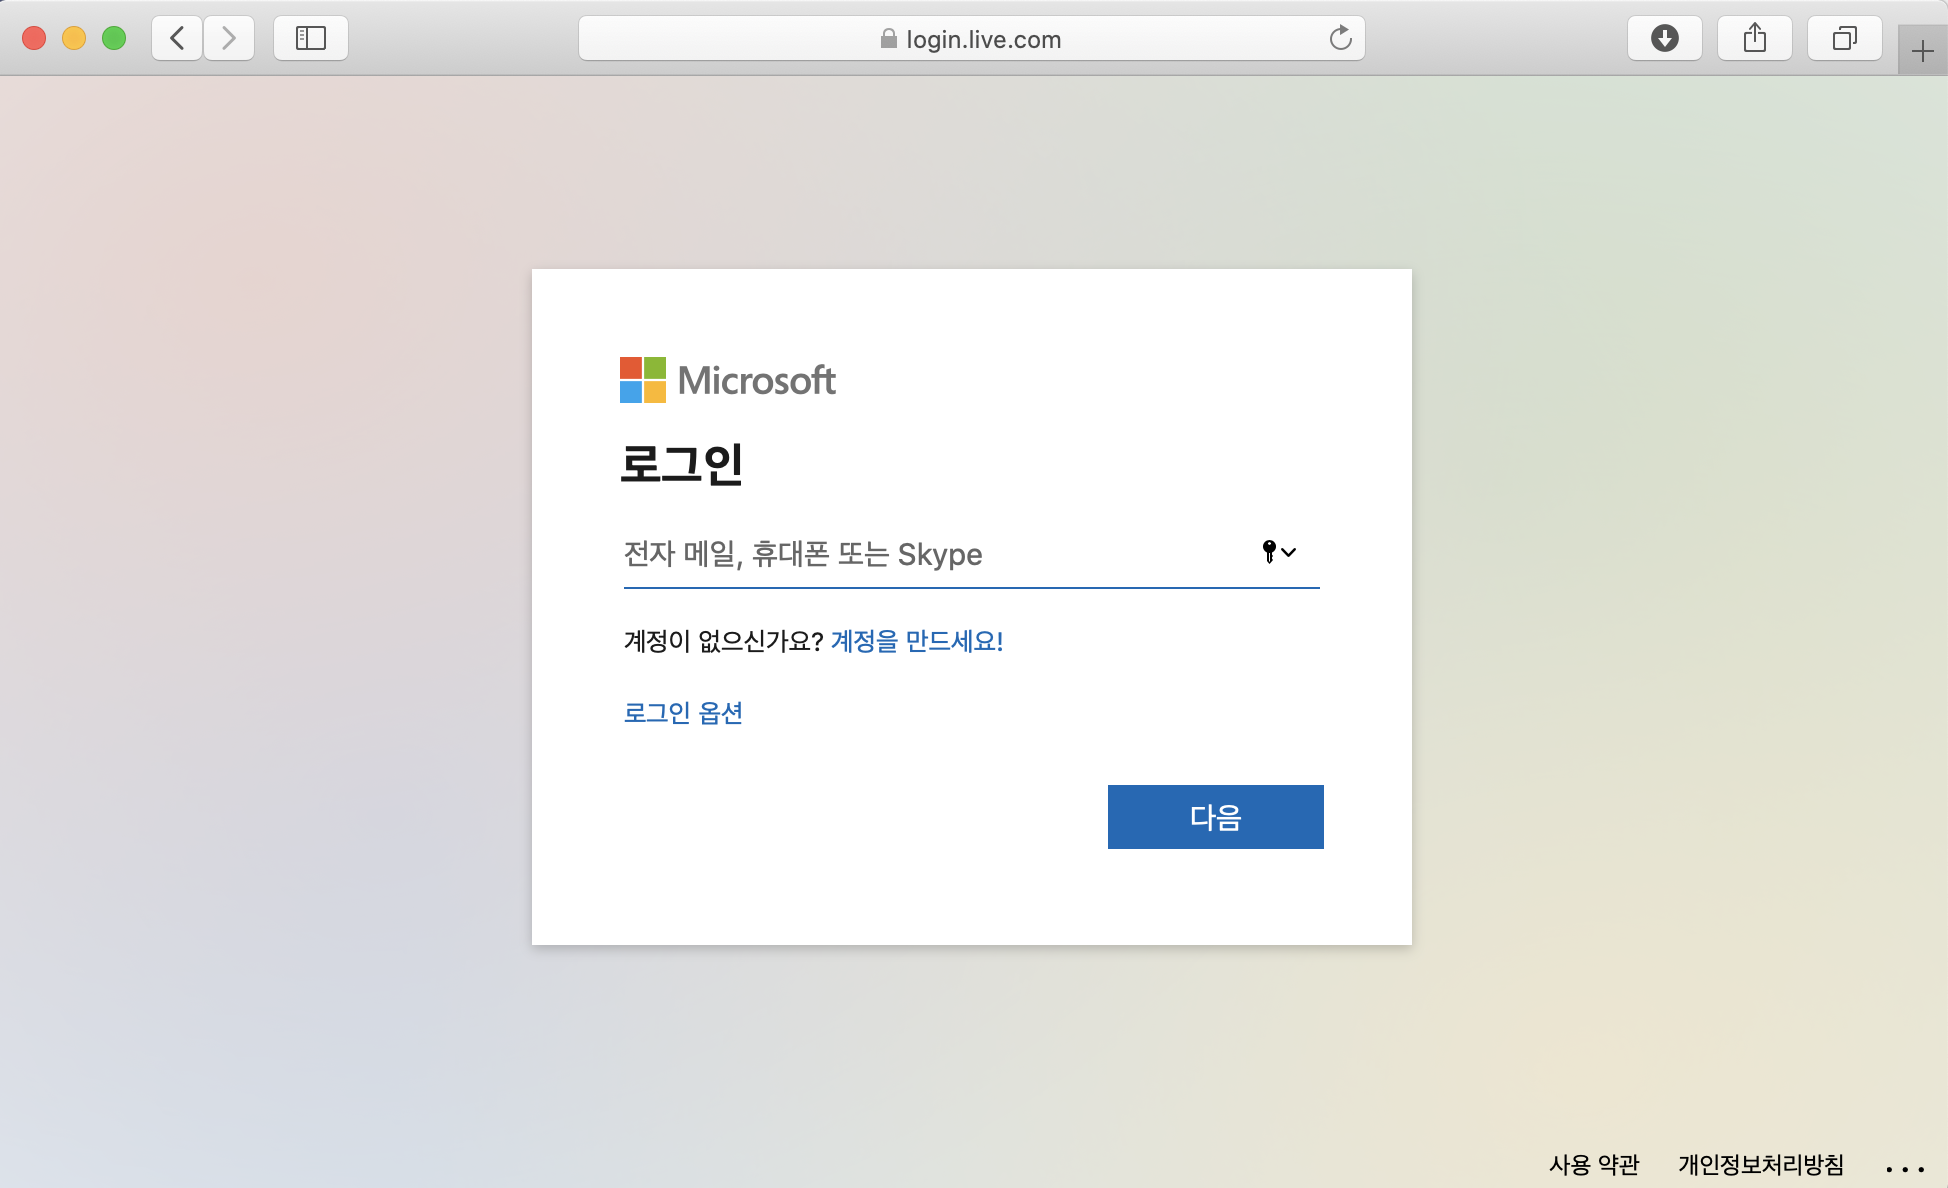 login.live.com
Microsoft
로그인
전자 메일, 휴대폰 또는 Skype
계정이 없으신가요? 계정을 만드세요!
로그인 옵션
다음
사용 약관 개인정보처리방침 ...